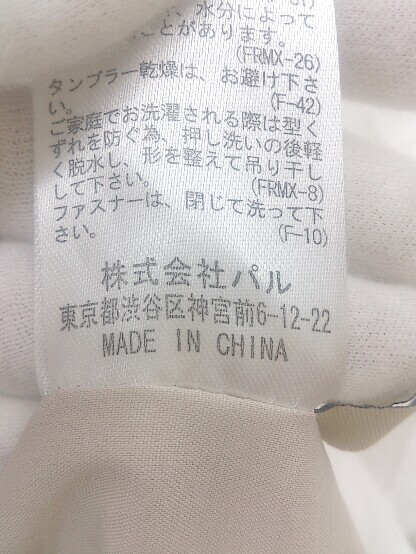 、水分によって
ことがあります。
(FRMX-26)
タンブラー乾燥は、お避け下さ
い。
(F-42)
ご家庭でお洗濯される際は型く
ずれを防ぐ為、押し洗いの後軽
く脱水し、形を整えて吊り干し
して下さい。
(FRMX-8)
ファスナーは、閉じて洗って下
さい。
(F-10)
株式会社パル
東京都渋谷区神宮前6-12-22
MADE IN CHINA